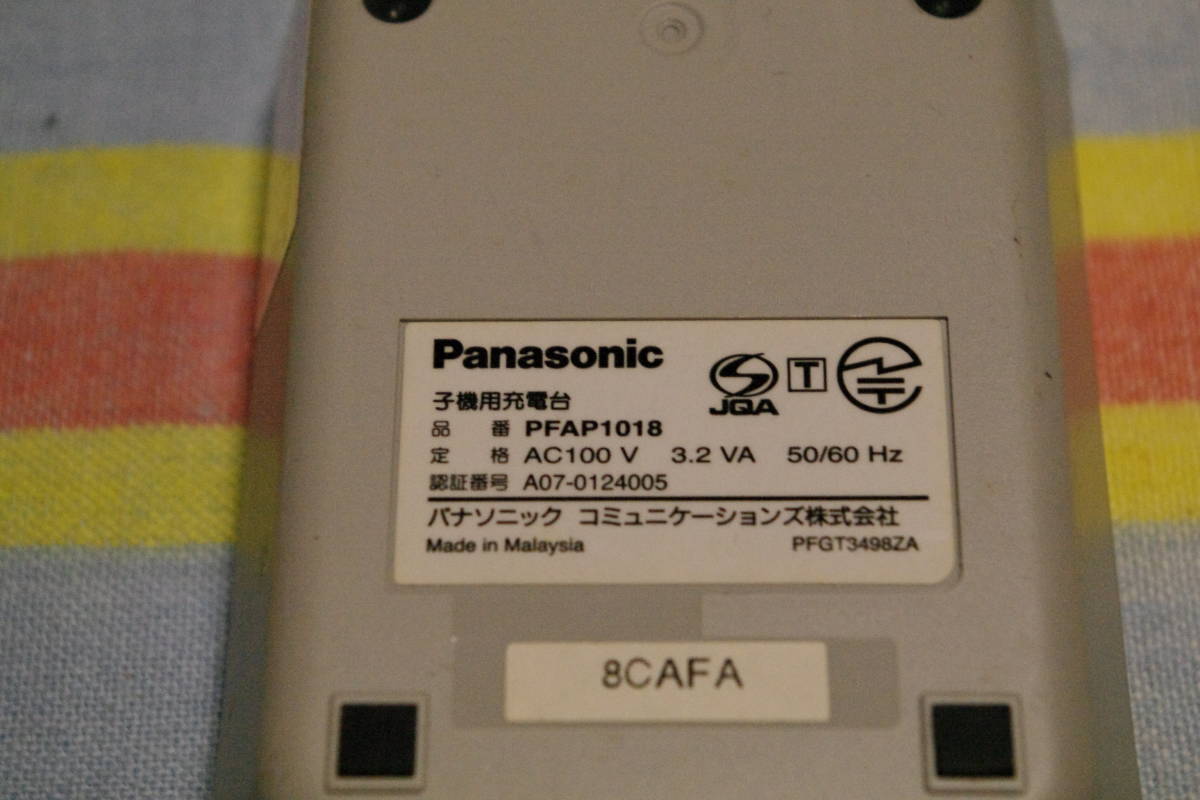 Panasonic
JQA T
子機用充電台
品 番 PFAP1018
定 格 AC100 V 3.2 VA 50/60 Hz
認証番号 A07-0124005
パナソニック コミュニケーションズ株式会社
Made in Malaysia PFGT3498ZA
8CAFA